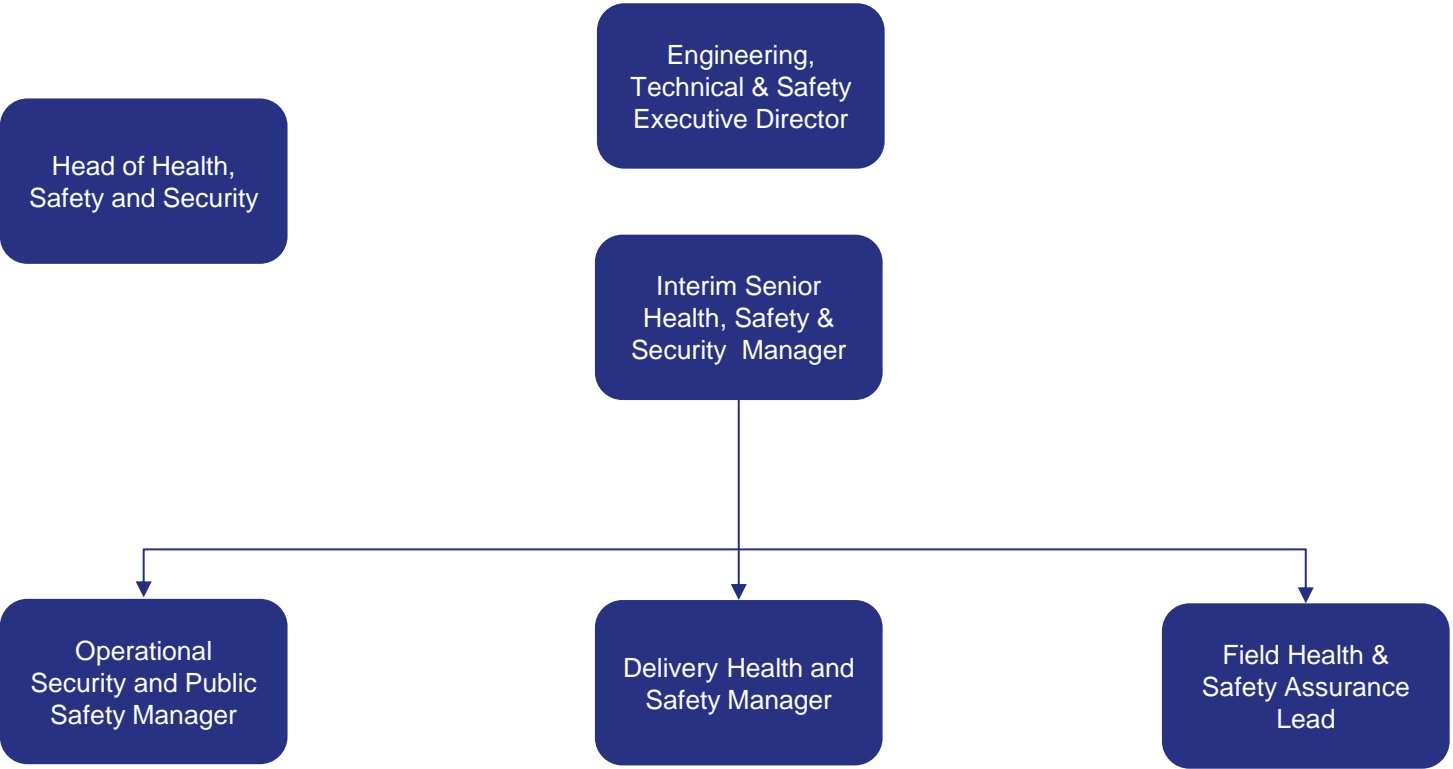 Engineering,
Technical & Safety
Executive Director
Head of Health,
Safety and Security
Interim Senior
Health, Safety &
Security  Manager
Operational
Security and Public
Safety Manager
Delivery Health and
Safety Manager
Field Health &
Safety Assurance
Lead